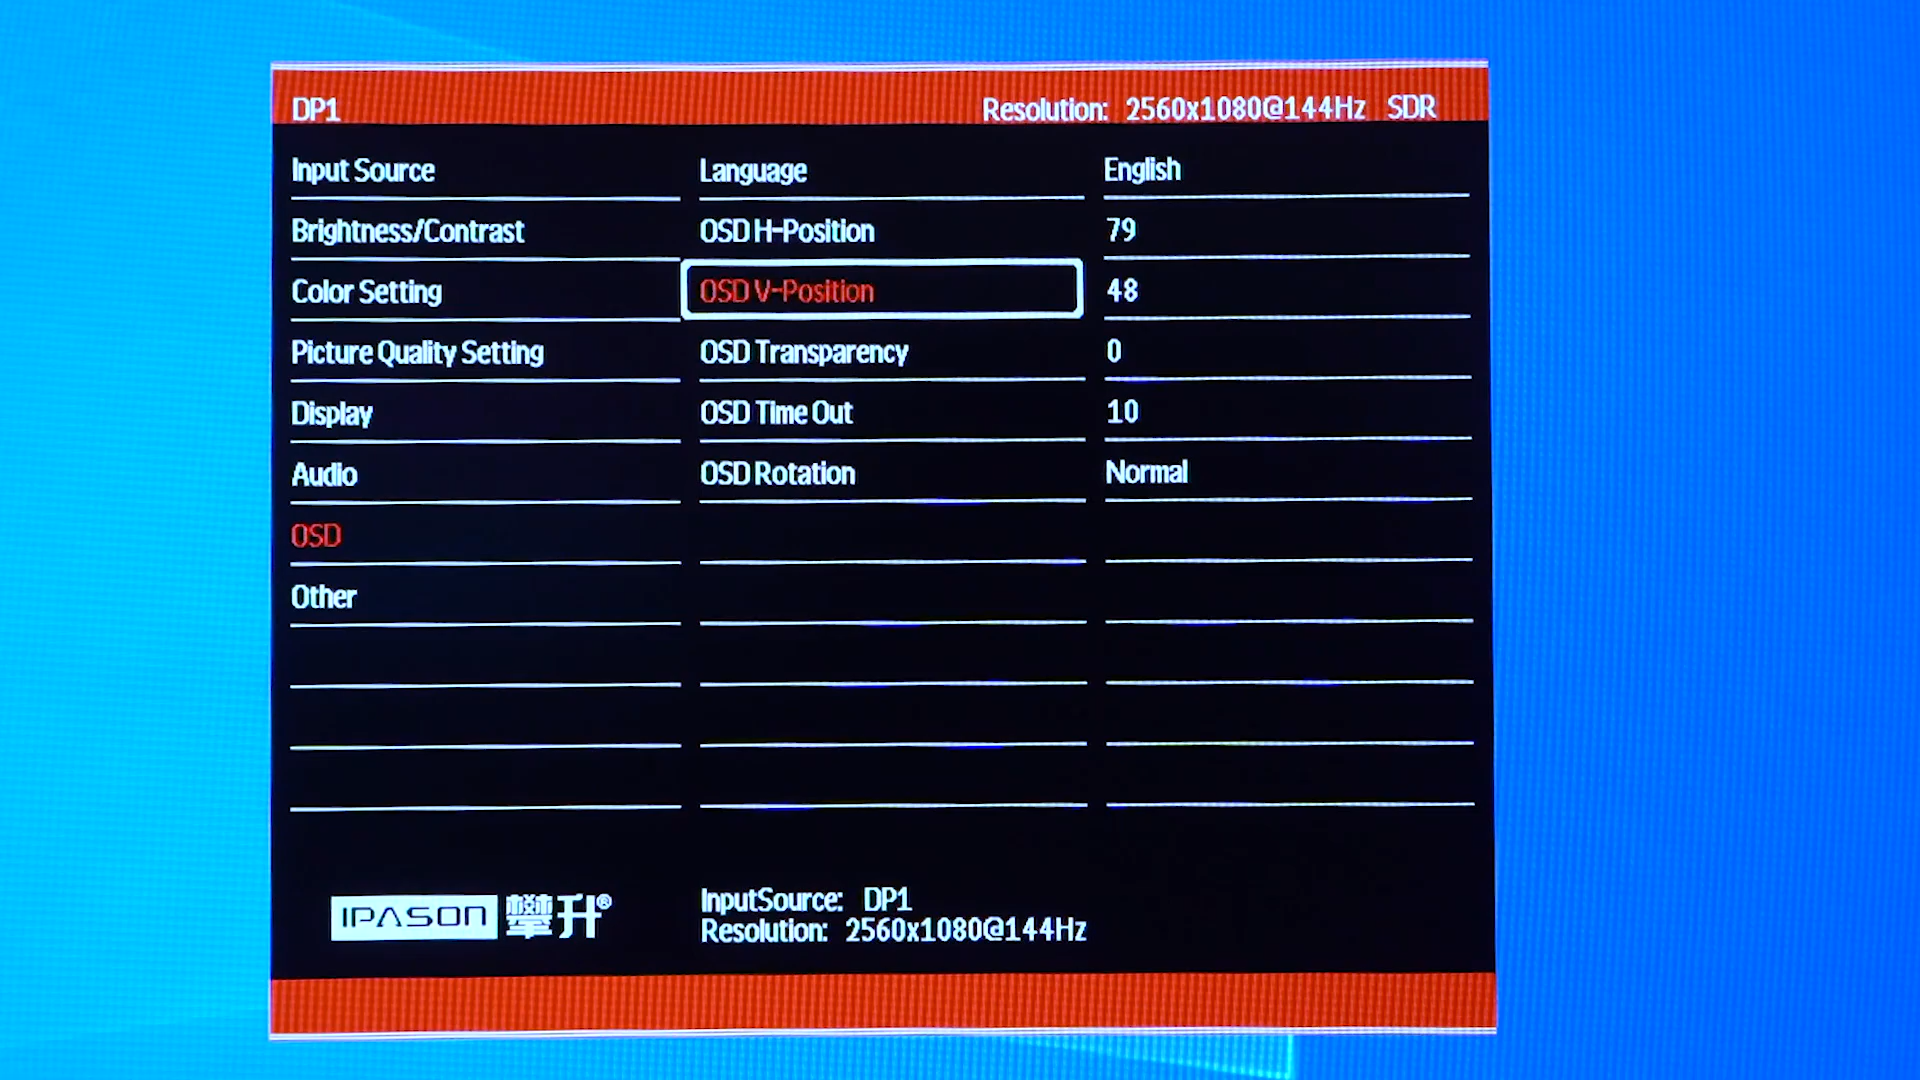 DP1 Resolution: 2560x1080@144Hz SDR
Input Source Language English
Brightness/Contrast OSD H-Position 79
Color Setting OSD V-Position 48
Picture Quality Setting OSD Transparency 0
Display OSD Time Out 10
Audio OSD Rotation Normal
OSD
Other
IPASON 攀升®
InputSource: DP1
Resolution: 2560x1080@144Hz